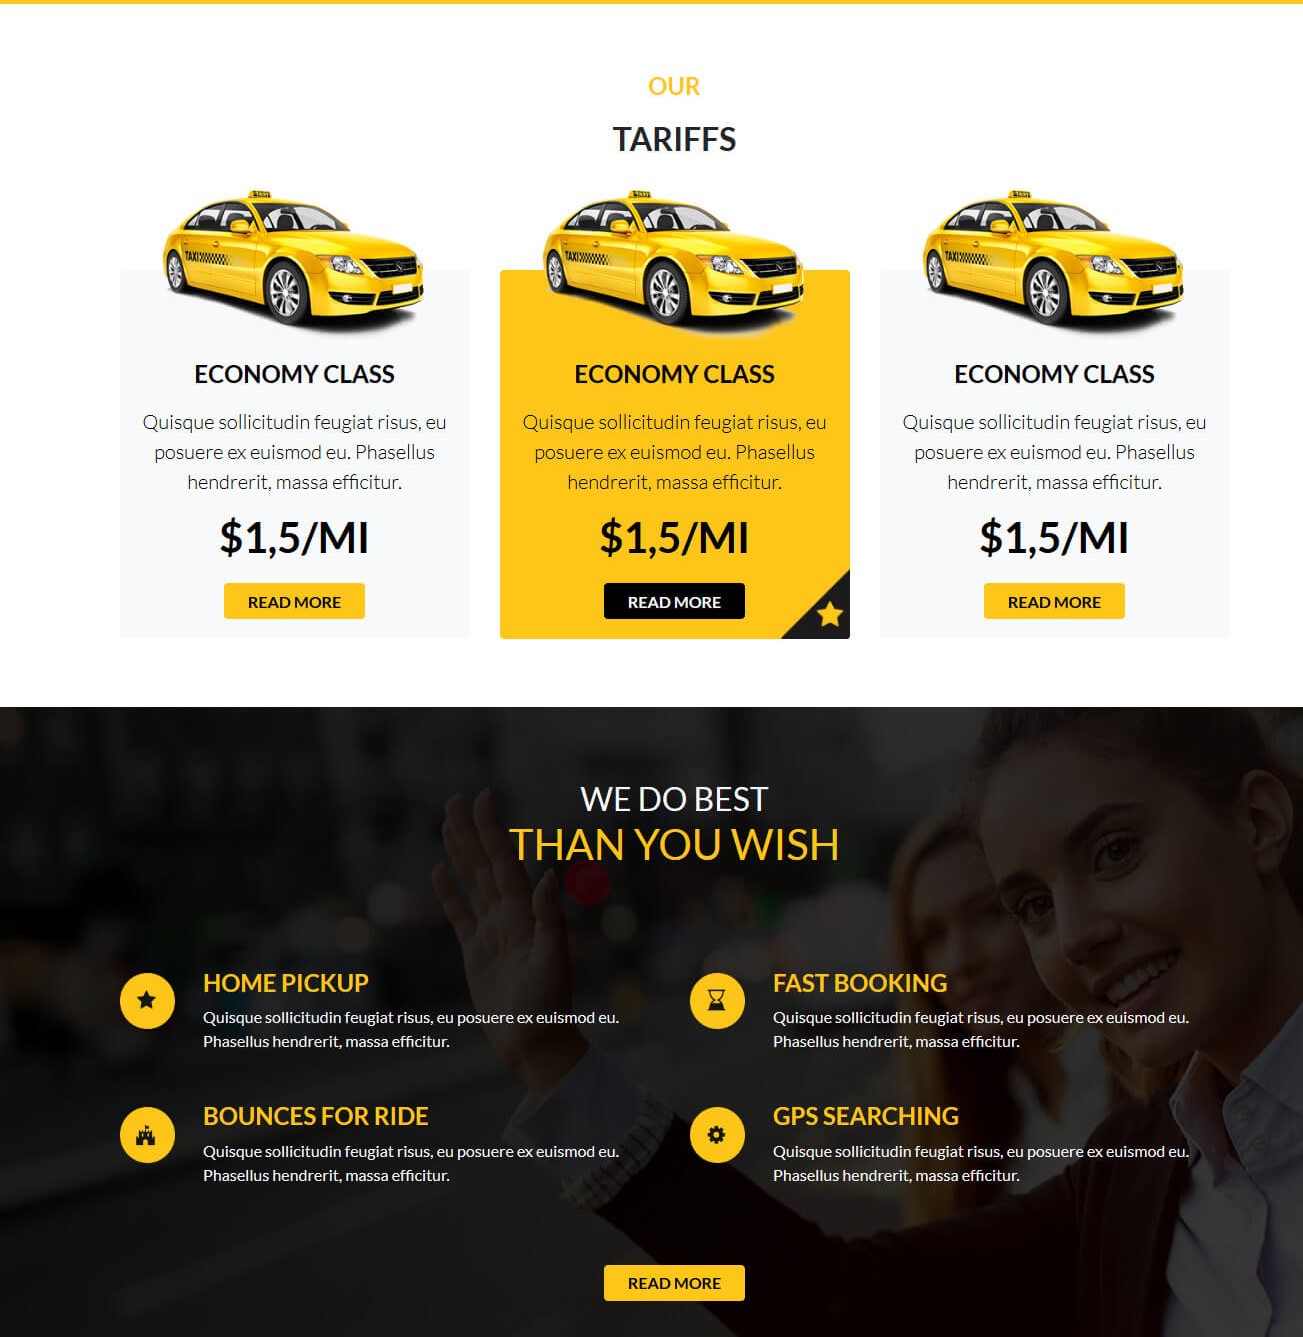 OUR
TARIFFS
TAXI
TAXI
TAXI
ECONOMY CLASS
Quisque sollicitudin feugiat risus, eu
posuere ex euismod eu. Phasellus
hendrerit, massa efficitur.
$1,5/MI
READ MORE
ECONOMY CLASS
Quisque sollicitudin feugiat risus, eu
posuere ex euismod eu. Phasellus
hendrerit, massa efficitur.
$1,5/MI
READ MORE
ECONOMY CLASS
Quisque sollicitudin feugiat risus, eu
posuere ex euismod eu. Phasellus
hendrerit, massa efficitur.
$1,5/MI
READ MORE
WE DO BEST
THAN YOU WISH
HOME PICKUP
Quisque sollicitudin feugiat risus, eu posuere ex euismod eu.
Phasellus hendrerit, massa efficitur.
FAST BOOKING
Quisque sollicitudin feugiat risus, eu posuere ex euismod eu.
Phasellus hendrerit, massa efficitur.
BOUNCES FOR RIDE
Quisque sollicitudin feugiat risus, eu posuere ex euismod eu.
Phasellus hendrerit, massa efficitur.
GPS SEARCHING
Quisque sollicitudin feugiat risus, eu posuere ex euismod eu.
Phasellus hendrerit, massa efficitur.
READ MORE